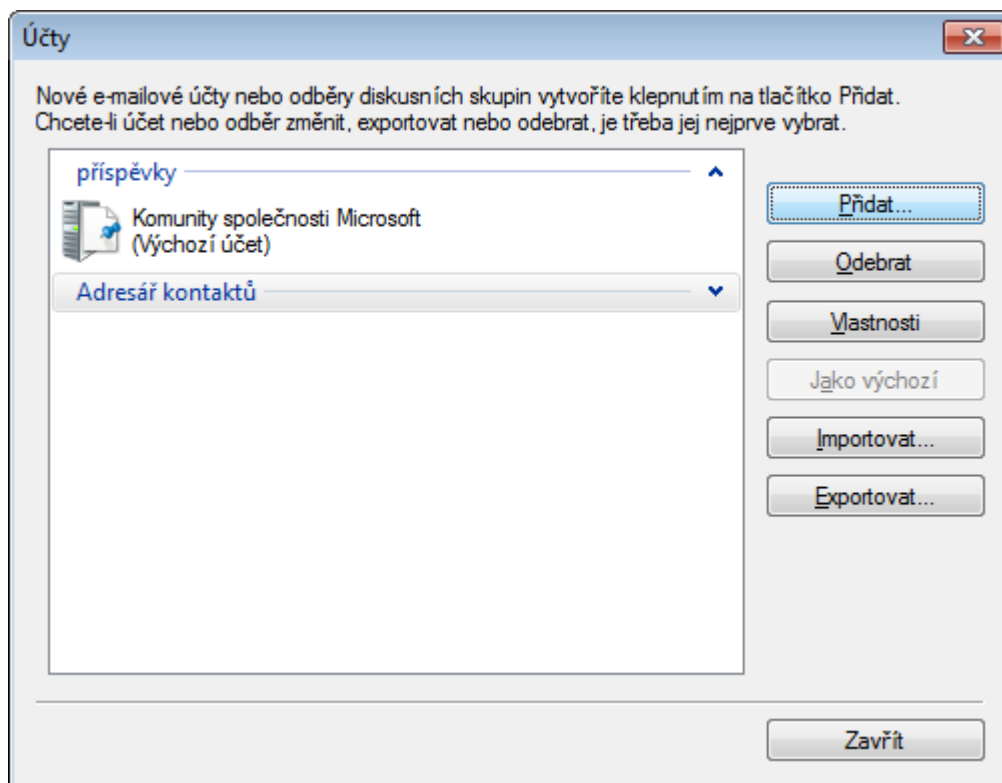 Účty
Nové e-mailové účty nebo odběry diskusních skupin vytvoříte klepnutím na tlačítko Přidat.
Chcete-li účet nebo odběr změnit, exportovat nebo odebrat, je třeba jej nejprve vybrat.
příspěvky
Komunity společnosti Microsoft
(Výchozí účet)
Adresář kontaktů
Přidat...
Odebrat
Vlastnosti
Jako výchozí
Importovat...
Exportovat...
Zavřít